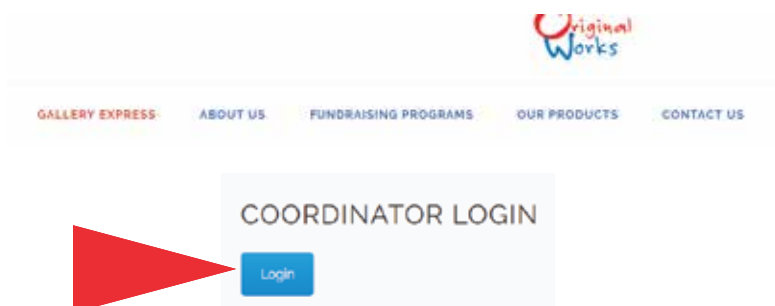 Original
Works
GALLERY EXPRESS ABOUT US FUNDRAISING PROGRAMS OUR PRODUCTS CONTACT US
COORDINATOR LOGIN
Login